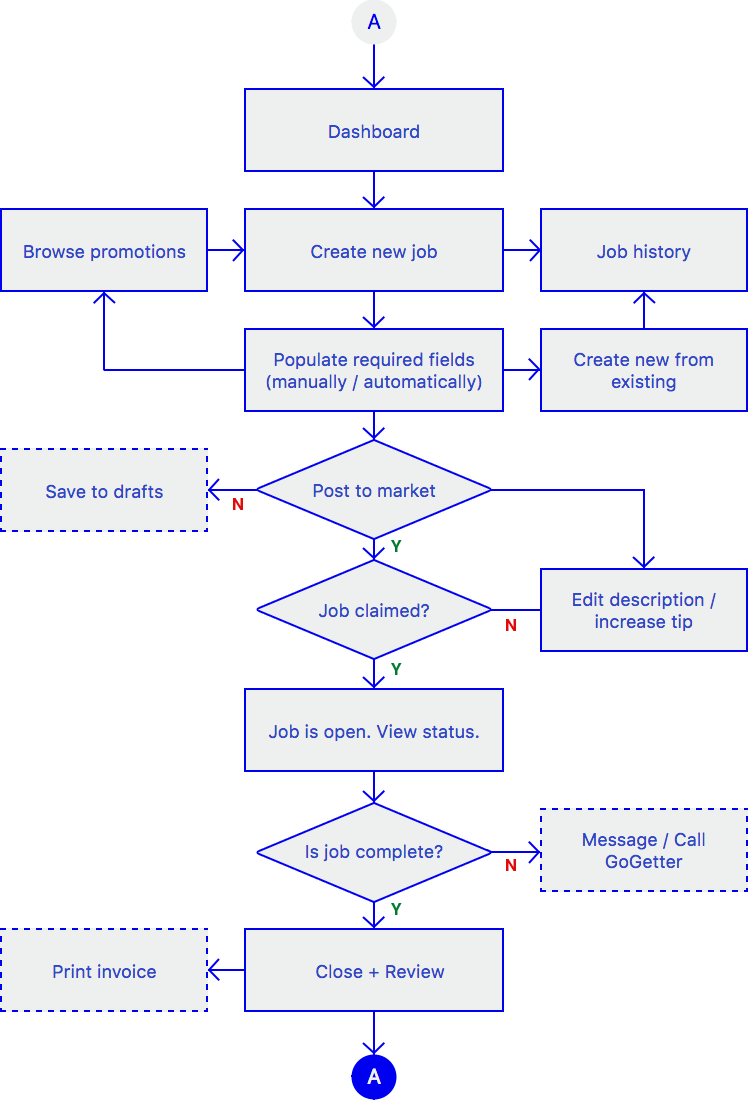 A
Dashboard
Browse promotions
Create new job
Job history
Populate required fields
(manually / automatically)
Create new from
existing
Save to drafts
N
Post to market
Y
Job claimed?
N
Edit description /
increase tip
Y
Job is open. View status.
Is job complete?
N
Message / Call
GoGetter
Y
Print invoice
Close + Review
A